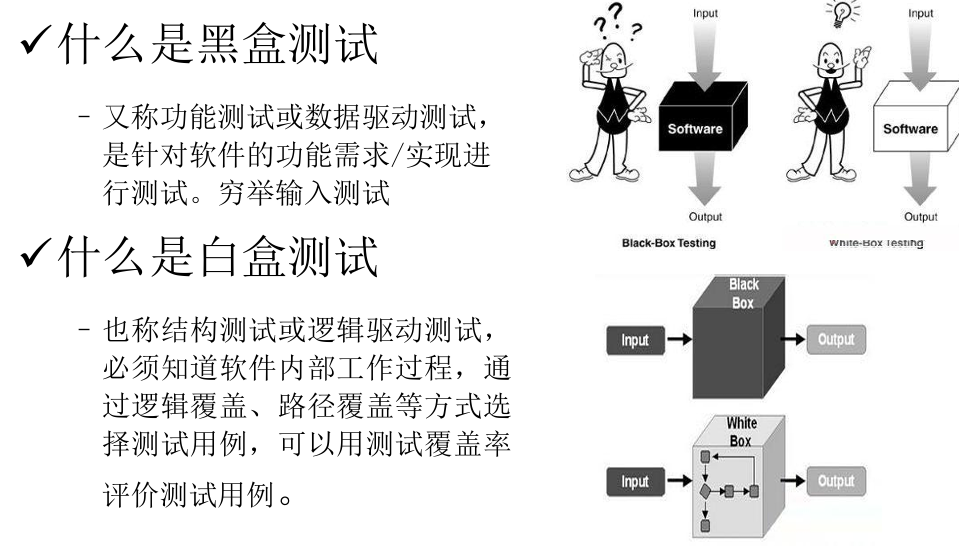 ✓什么是黑盒测试
– 又称功能测试或数据驱动测试，
是针对软件的功能需求/实现进
行测试。穷举输入测试
✓什么是白盒测试
– 也称结构测试或逻辑驱动测试，
必须知道软件内部工作过程，通
过逻辑覆盖、路径覆盖等方式选
择测试用例，可以用测试覆盖率
评价测试用例。
? ? ?
Input
Software
Output
Black-Box Testing
Input
Software
Output
White-Box Testing
Black
Box
Input
Output
White
Box
Input
Output